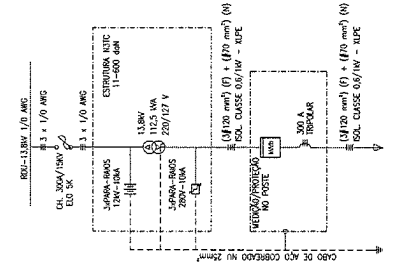 RDU-13,8kV 1/0 AWG
3 x 1/0 AWG
CH. 300A/15KV
ELO 5K
3 x 1/0 AWG
ESTRUTURA N3TC
11-600 daN
3xPARA-RAIOS
12kV-10kA
13,8kV
112,5 kVA
220/127 V
3xPARA-RAIOS
280V-10kA
(3#120 mm²) (F) + (#70 mm²) (N)
ISOL. CLASSE 0,6/1kV - XLPE
MEDIÇÃO/PROTEÇÃO
NO POSTE
kWh
300 A
TRIPOLAR
(3#120 mm²) (F) + (#70 mm²) (N)
ISOL. CLASSE 0,6/1kV - XLPE
CABO DE AÇO COBREADO NU 25mm²